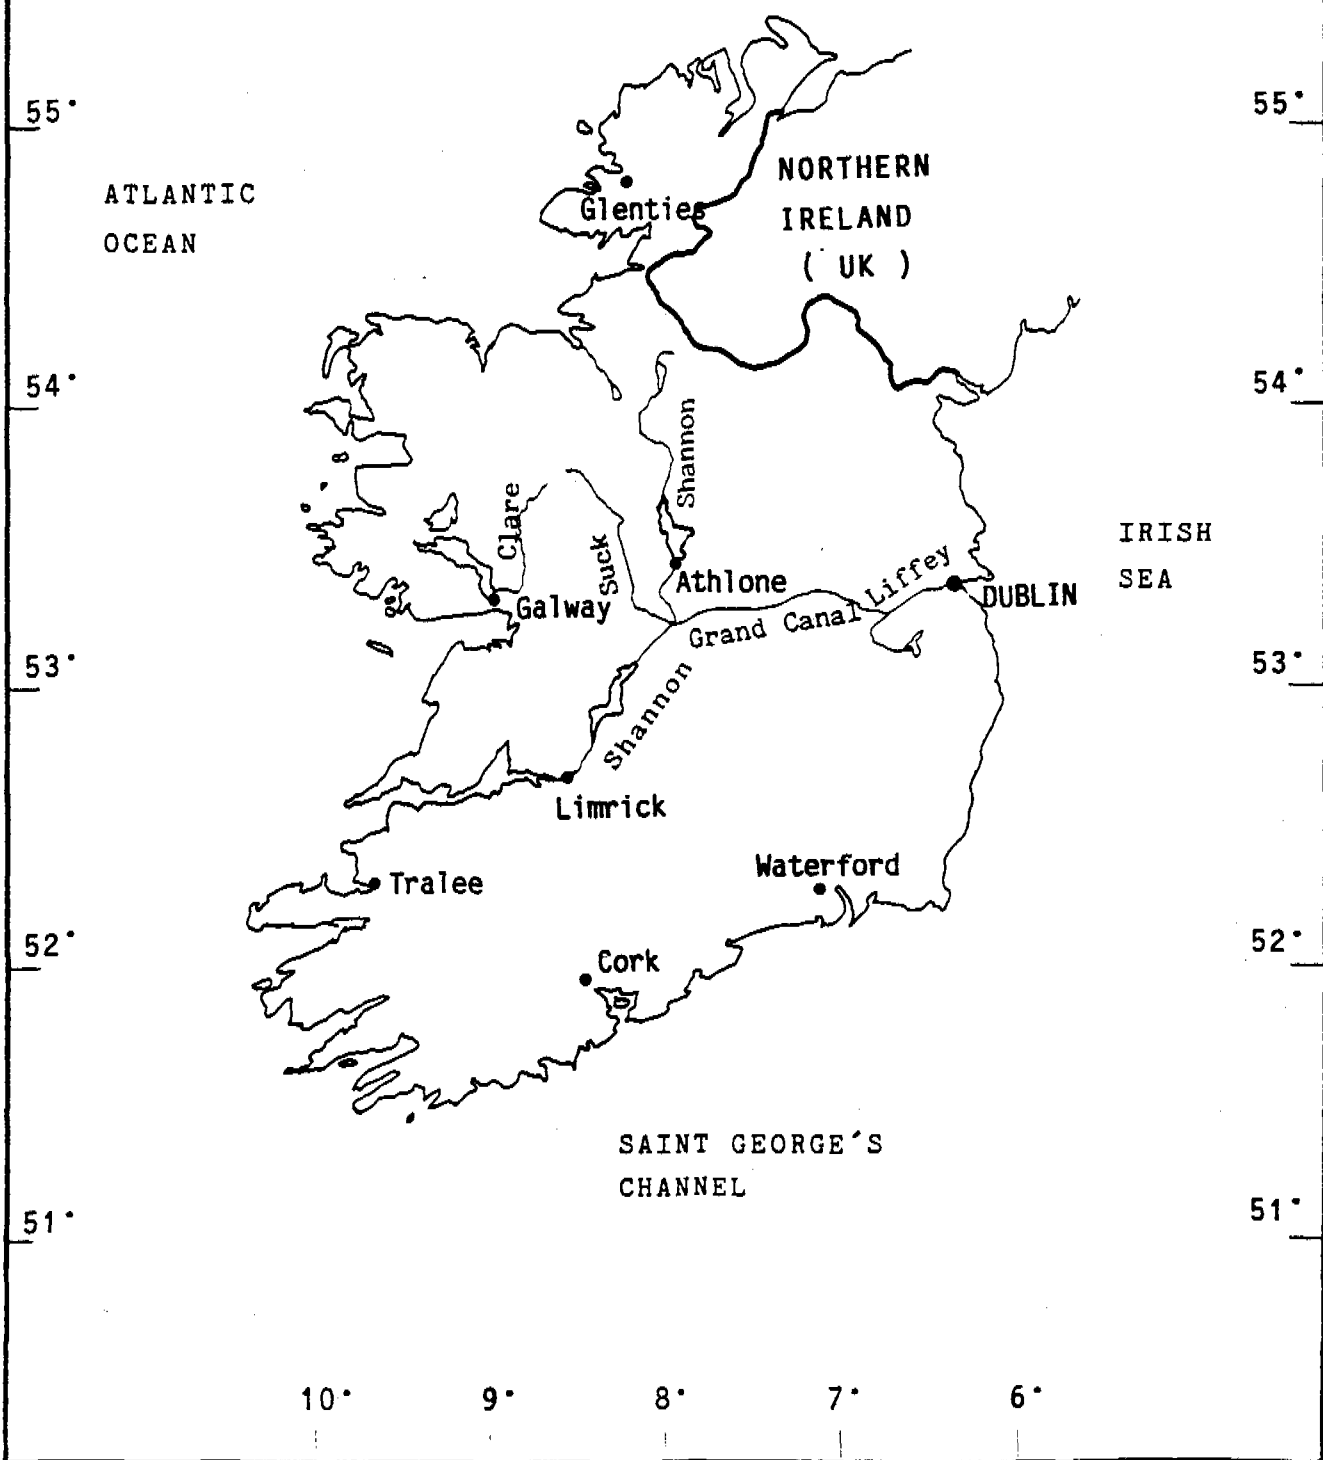 55°
55°
NORTHERN
IRELAND
( UK )
ATLANTIC
OCEAN
Glenties
54°
54°
Shannon
Clare
Suck
IRISH
SEA
Athlone
Liffey
DUBLIN
Galway
Grand Canal
53°
53°
Shannon
Limrick
Waterford
Tralee
52°
52°
Cork
SAINT GEORGE'S
CHANNEL
51°
51°
10°
9°
8°
7°
6°